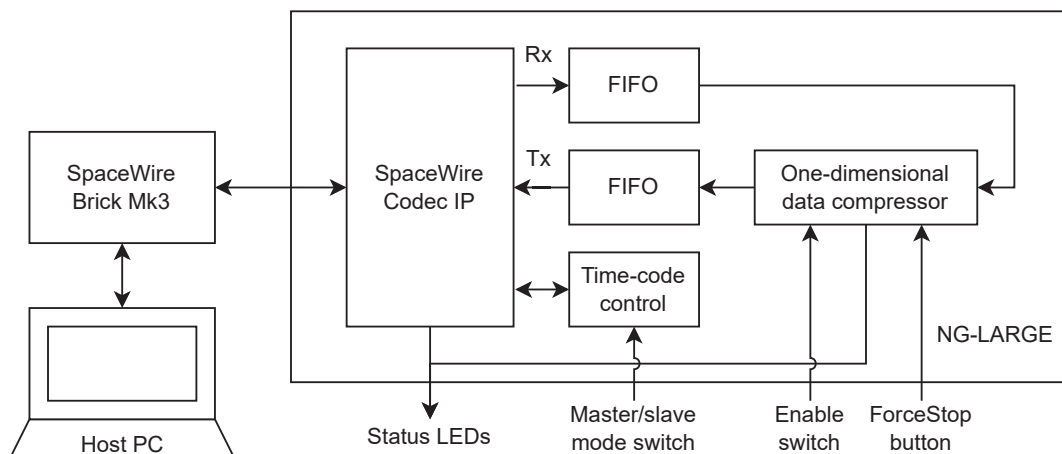 Rx
FIFO
SpaceWire
Brick Mk3
SpaceWire
Codec IP
Tx
FIFO
One-dimensional
data compressor
Time-code
control
NG-LARGE
Host PC
Status LEDs
Master/slave
mode switch
Enable
switch
ForceStop
button